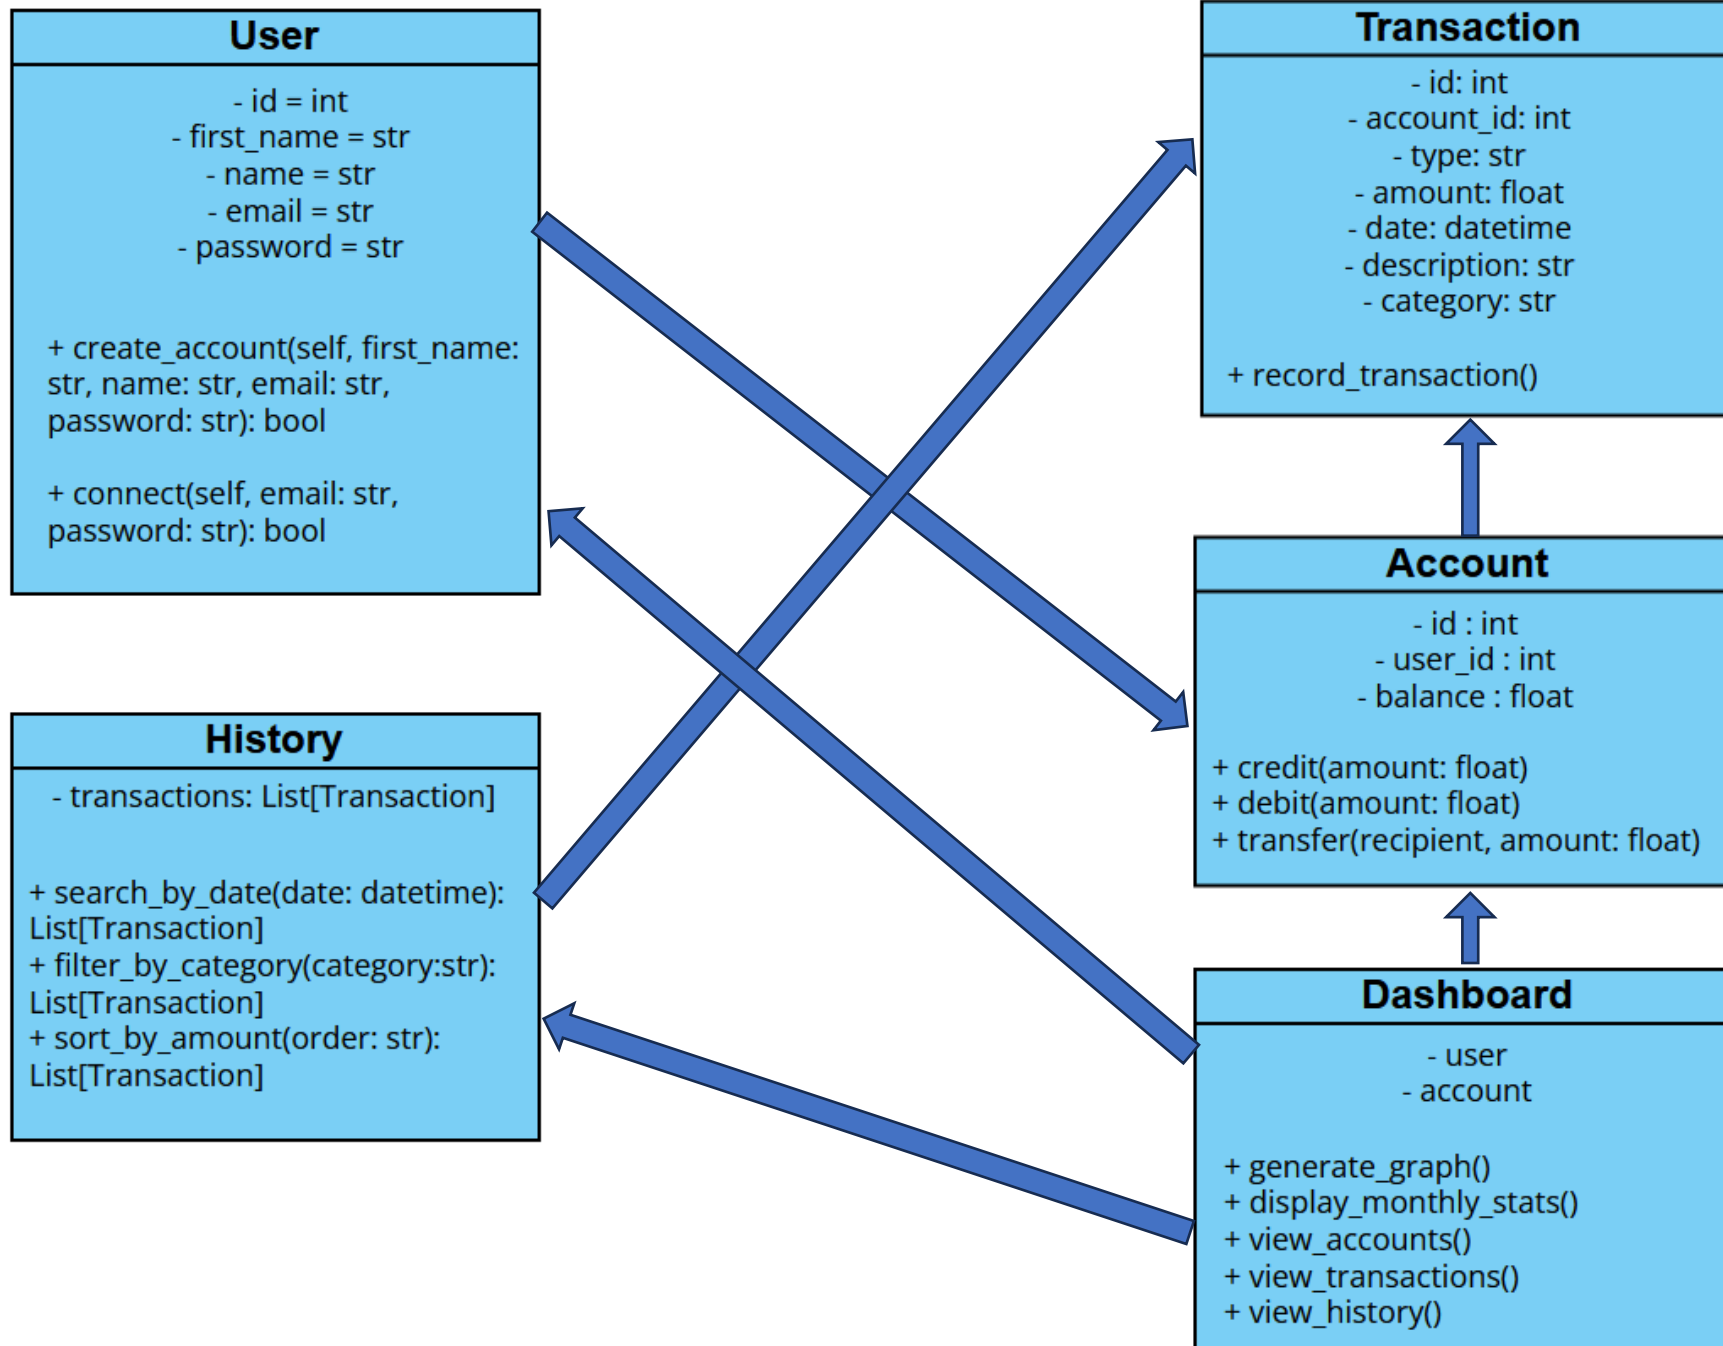 User
- id = int
- first_name = str
- name = str
- email = str
- password = str
+ create_account(self, first_name:
str, name: str, email: str,
password: str): bool
+ connect(self, email: str,
password: str): bool
Transaction
- id: int
- account_id: int
- type: str
- amount: float
- date: datetime
- description: str
- category: str
+ record_transaction()
History
- transactions: List[Transaction]
+ search_by_date(date: datetime):
List[Transaction]
+ filter_by_category(category:str):
List[Transaction]
+ sort_by_amount(order: str):
List[Transaction]
Account
- id : int
- user_id : int
- balance : float
+ credit(amount: float)
+ debit(amount: float)
+ transfer(recipient, amount: float)
Dashboard
- user
- account
+ generate_graph()
+ display_monthly_stats()
+ view_accounts()
+ view_transactions()
+ view_history()